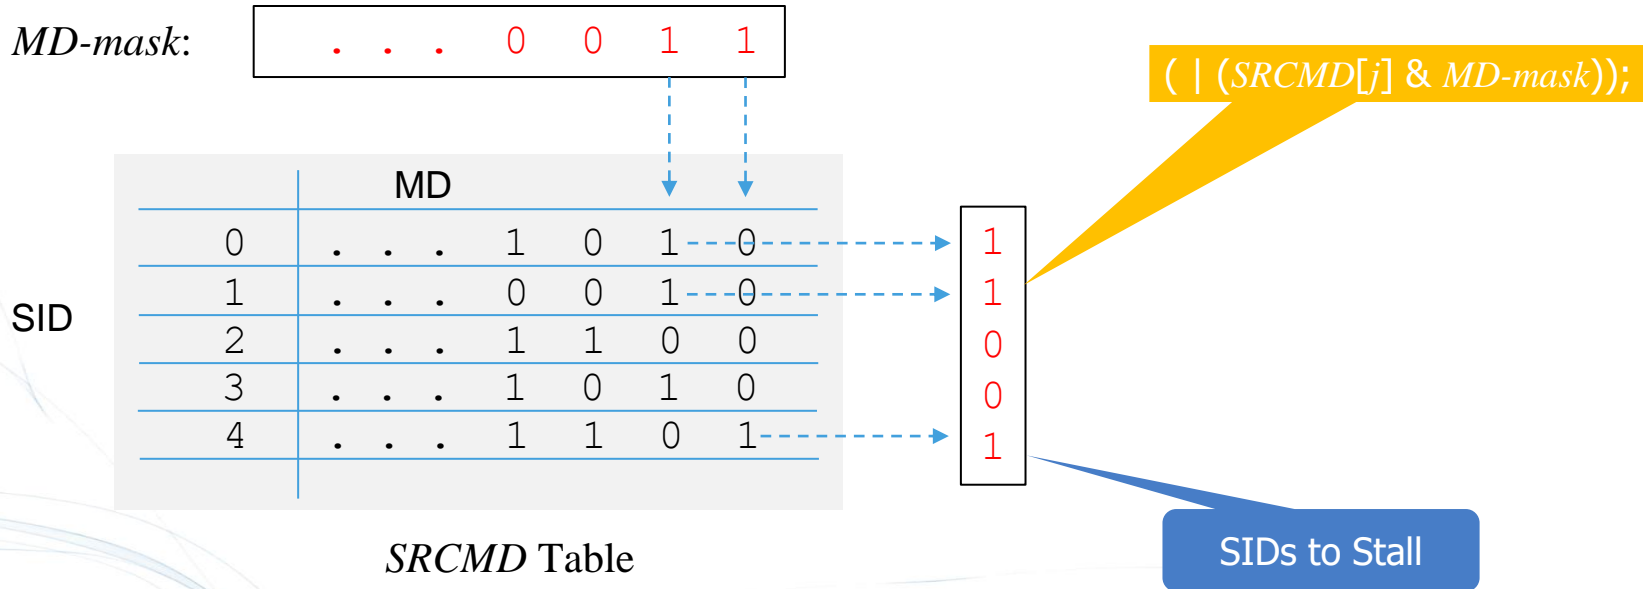 MD-mask: . . . 0 0 1 1
( | (SRCMD[j] & MD-mask));
MD
0 . . . 1 0 1 0 1
1 . . . 0 0 1 0 1
SID
2 . . . 1 1 0 0 0
3 . . . 1 0 1 0 0
4 . . . 1 1 0 1 1
SRCMD Table
SIDs to Stall